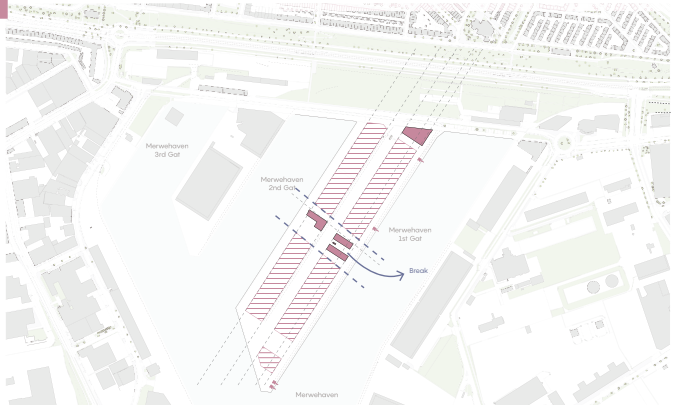 Merwehaven
3rd Gat
Merwehaven
2nd Gat
Merwehaven
1st Gat
Break
Merwehaven